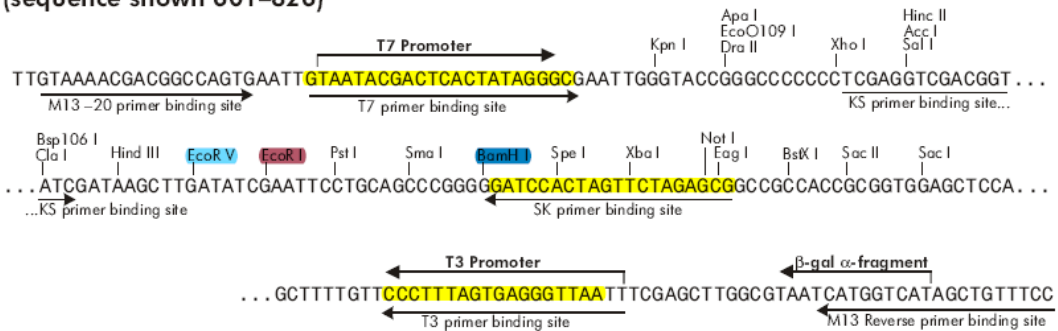 (sequence shown 601–826)
Apa I Hinc II
T7 Promoter Kpn I EcoO109 I Xho I Acc I
Dra II Sal I
TTGTAAAACGACGGCCAGTGAATTGTAATACGACTCACTATAGGGCGAATTGGGTACCGGGCCCCCCCTCGAGGTCGACGGT...
M13 –20 primer binding site T7 primer binding site KS primer binding site...
Bsp106 I Not I
Cla I Hind III EcoR V EcoR I Pst I Sma I BamH I Spe I Xba I Eag I BstX I Sac II Sac I
...ATCGATAAGCTTGATATCGAATTCCTGCAGCCCGGGGGATCCACTAGTTCTAGAGCGGCCGCCACCGCGGTGGAGCTCCA...
...KS primer binding site SK primer binding site
T3 Promoter β-gal α-fragment
...GCTTTTGTTCCCTTTAGTGAGGGTTAATTTCGAGCTTGGCGTAATCATGGTCATAGCTGTTTCC
T3 primer binding site M13 Reverse primer binding site